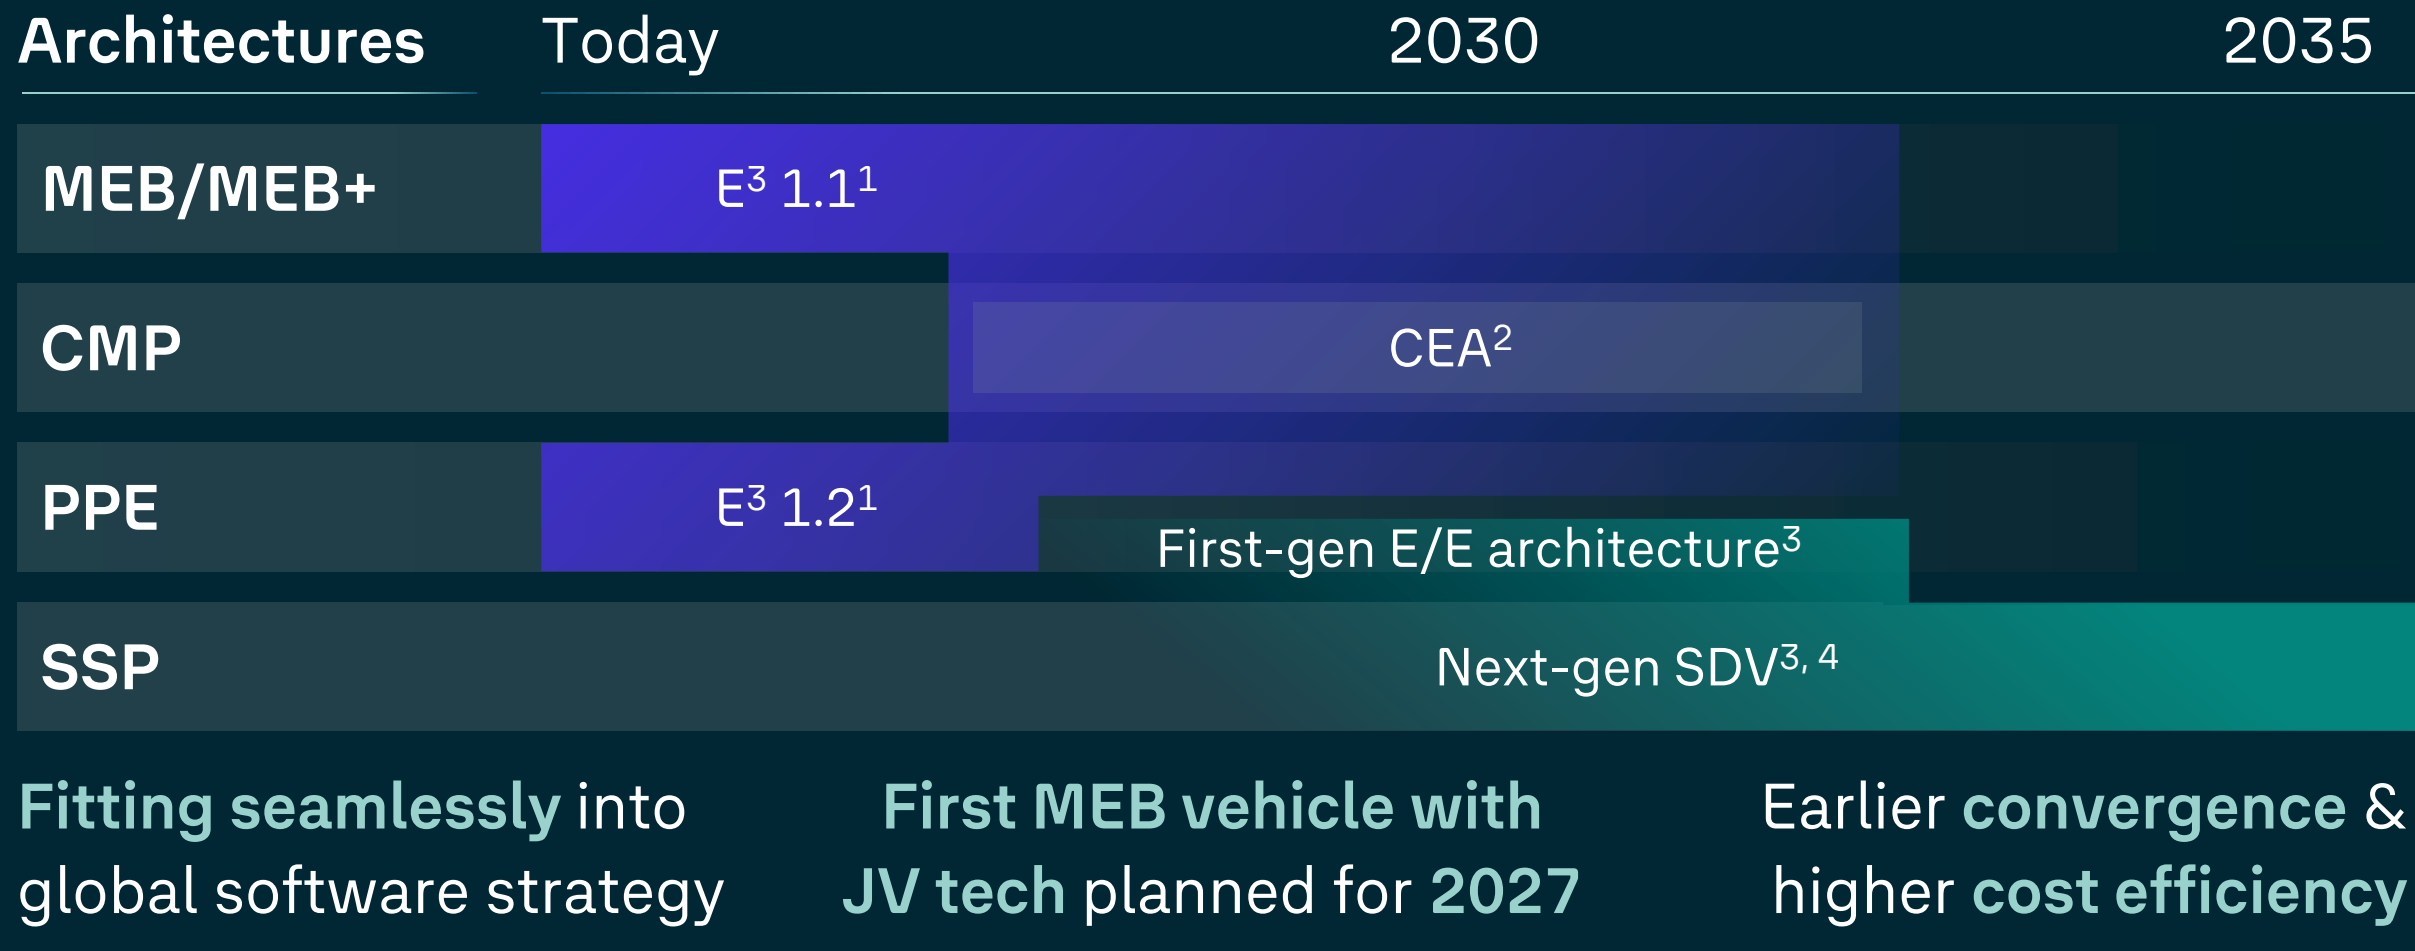 Architectures Today 2030 2035
MEB/MEB+ E³ 1.1¹
CMP CEA²
PPE E³ 1.2¹
First-gen E/E architecture³
SSP Next-gen SDV³, ⁴
Fitting seamlessly into
global software strategy
First MEB vehicle with
JV tech planned for 2027
Earlier convergence &
higher cost efficiency